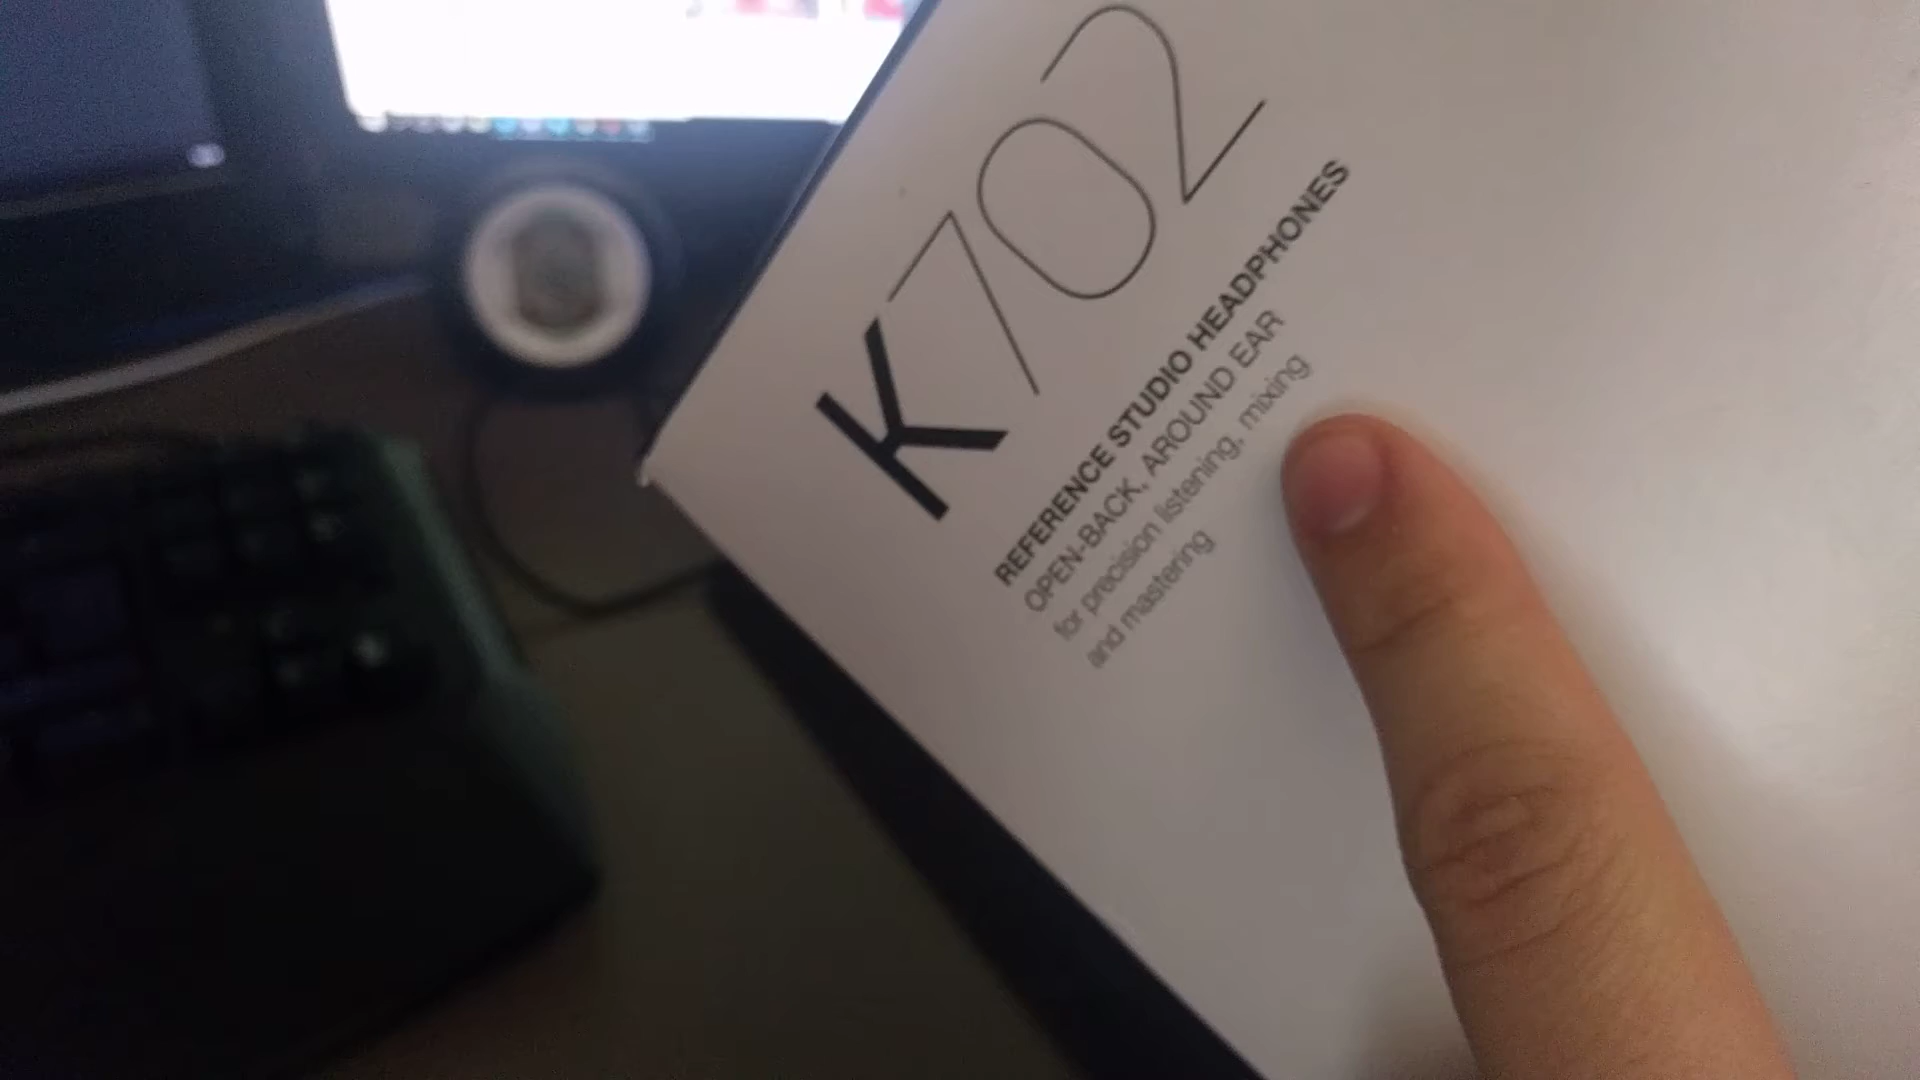 K702
REFERENCE STUDIO HEADPHONES
OPEN-BACK, AROUND EAR
for precision listening, mixing
and mastering